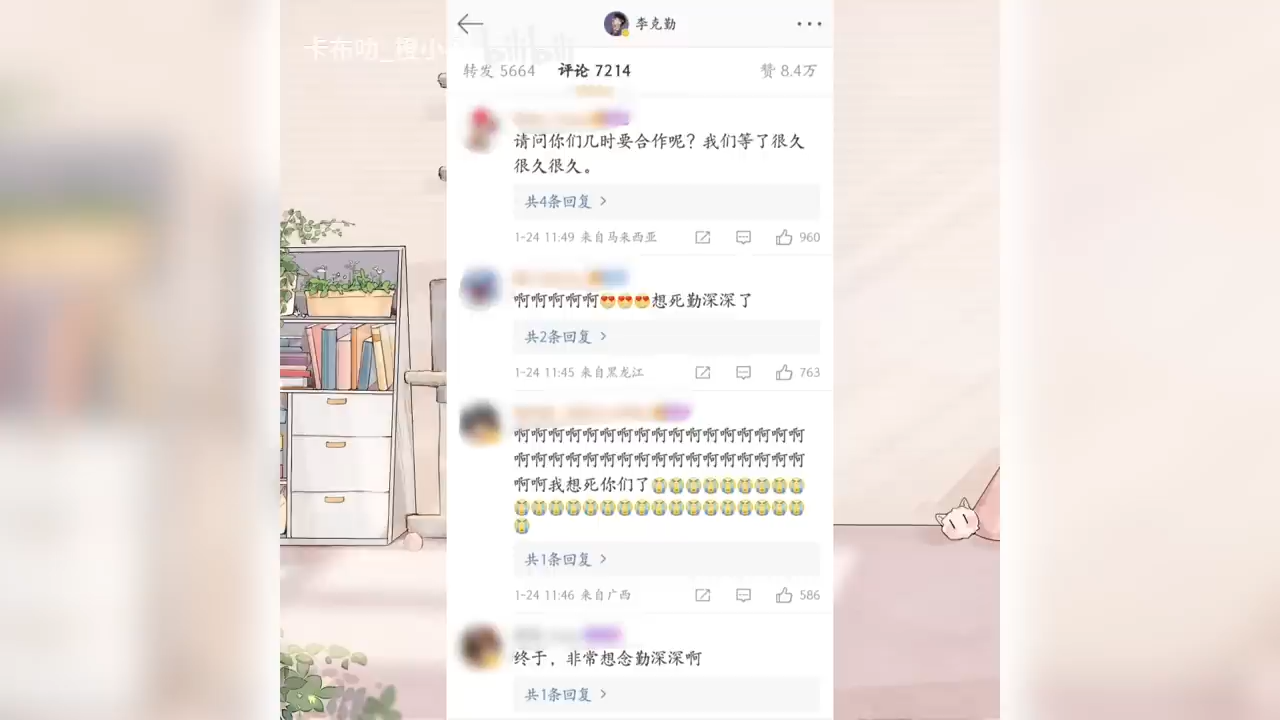 李克勤
卡布叻_橙小
bilibili
转发 5664 评论 7214 赞 8.4万
请问你们几时要合作呢？我们等了很久
很久很久。
共4条回复 >
1-24 11:49 来自马来西亚 960
啊啊啊啊啊😍😍😍想死勤深深了
共2条回复 >
1-24 11:45 来自黑龙江 763
啊啊啊啊啊啊啊啊啊啊啊啊啊啊啊啊啊
啊啊啊啊啊啊啊啊啊啊啊啊啊啊啊啊啊
啊啊我想死你们了😭😭😭😭😭😭😭😭😭
😭😭😭😭😭😭😭😭😭😭😭😭😭😭😭😭😭
😭
共1条回复 >
1-24 11:46 来自广西 586
终于，非常想念勤深深啊
共1条回复 >